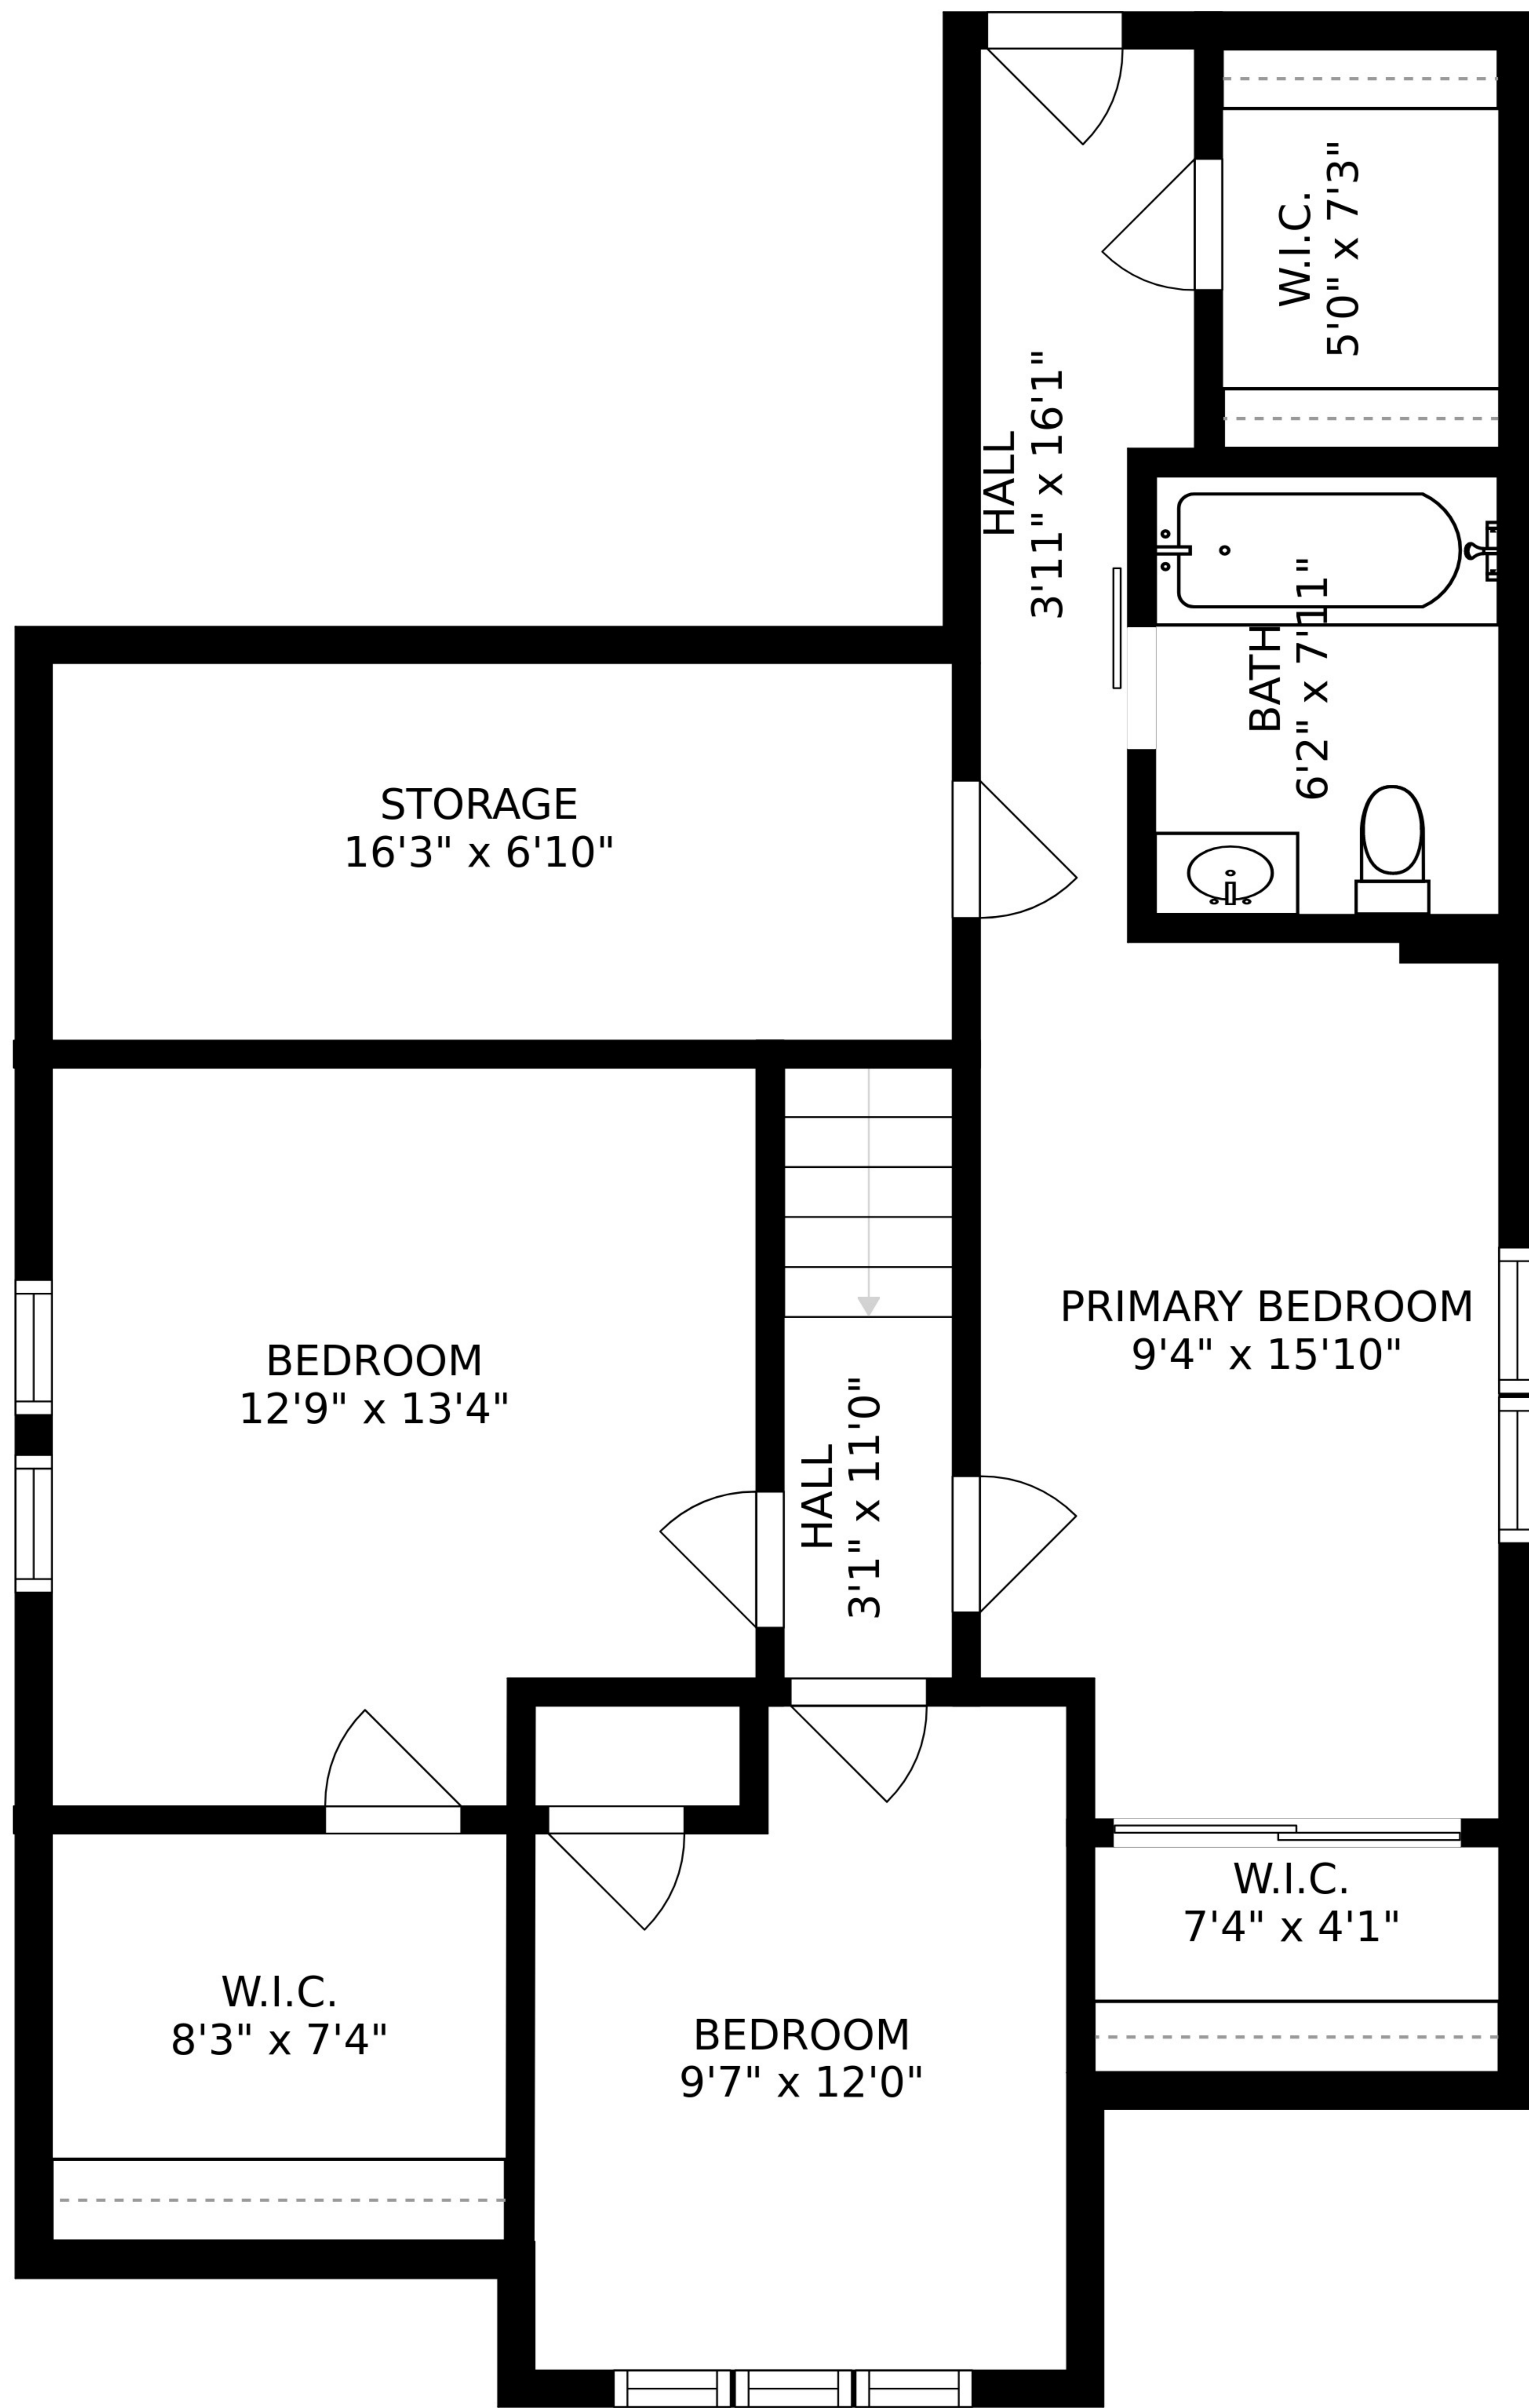 W.I.C.
5'0" x 7'3"
HALL
3'11" x 16'1"
BATH
6'2" x 7'11"
STORAGE
16'3" x 6'10"
PRIMARY BEDROOM
9'4" x 15'10"
BEDROOM
12'9" x 13'4"
HALL
3'1" x 11'0"
W.I.C.
7'4" x 4'1"
W.I.C.
8'3" x 7'4"
BEDROOM
9'7" x 12'0"